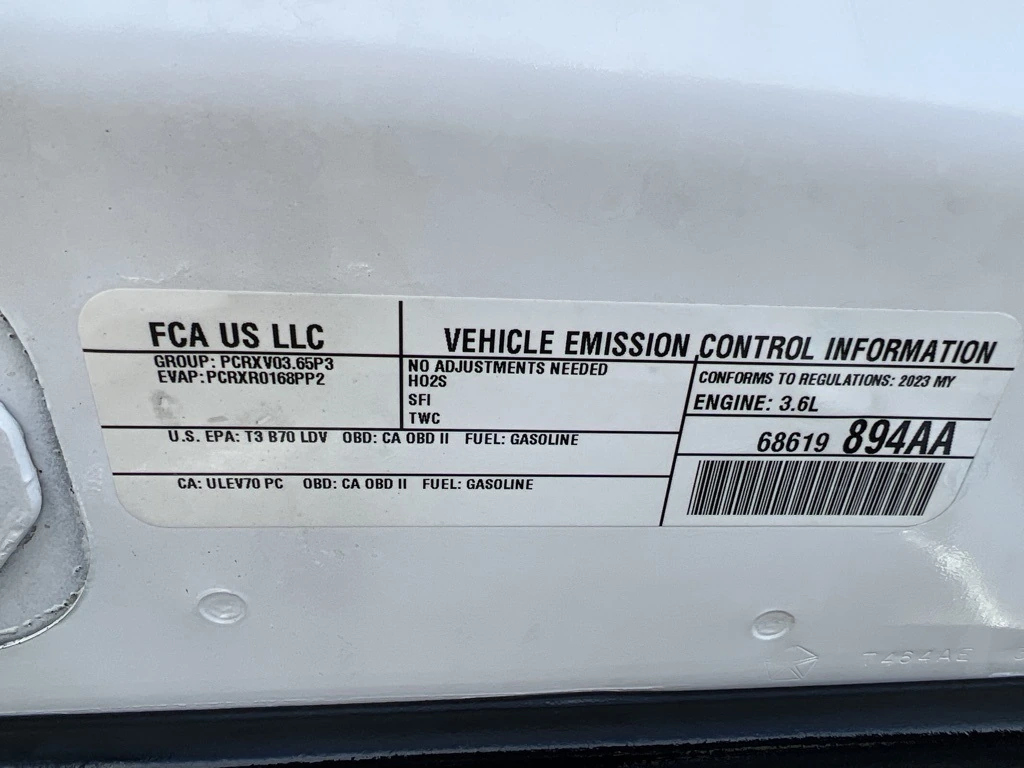 FCA US LLC
VEHICLE EMISSION CONTROL INFORMATION
GROUP: PCRXV03.65P3
EVAP: PCRXR0168PP2
NO ADJUSTMENTS NEEDED
HO2S
SFI
TWC
CONFORMS TO REGULATIONS: 2023 MY
ENGINE: 3.6L
U.S. EPA: T3 B70 LDV OBD: CA OBD II FUEL: GASOLINE
68619 894AA
CA: ULEV70 PC OBD: CA OBD II FUEL: GASOLINE
T464AE